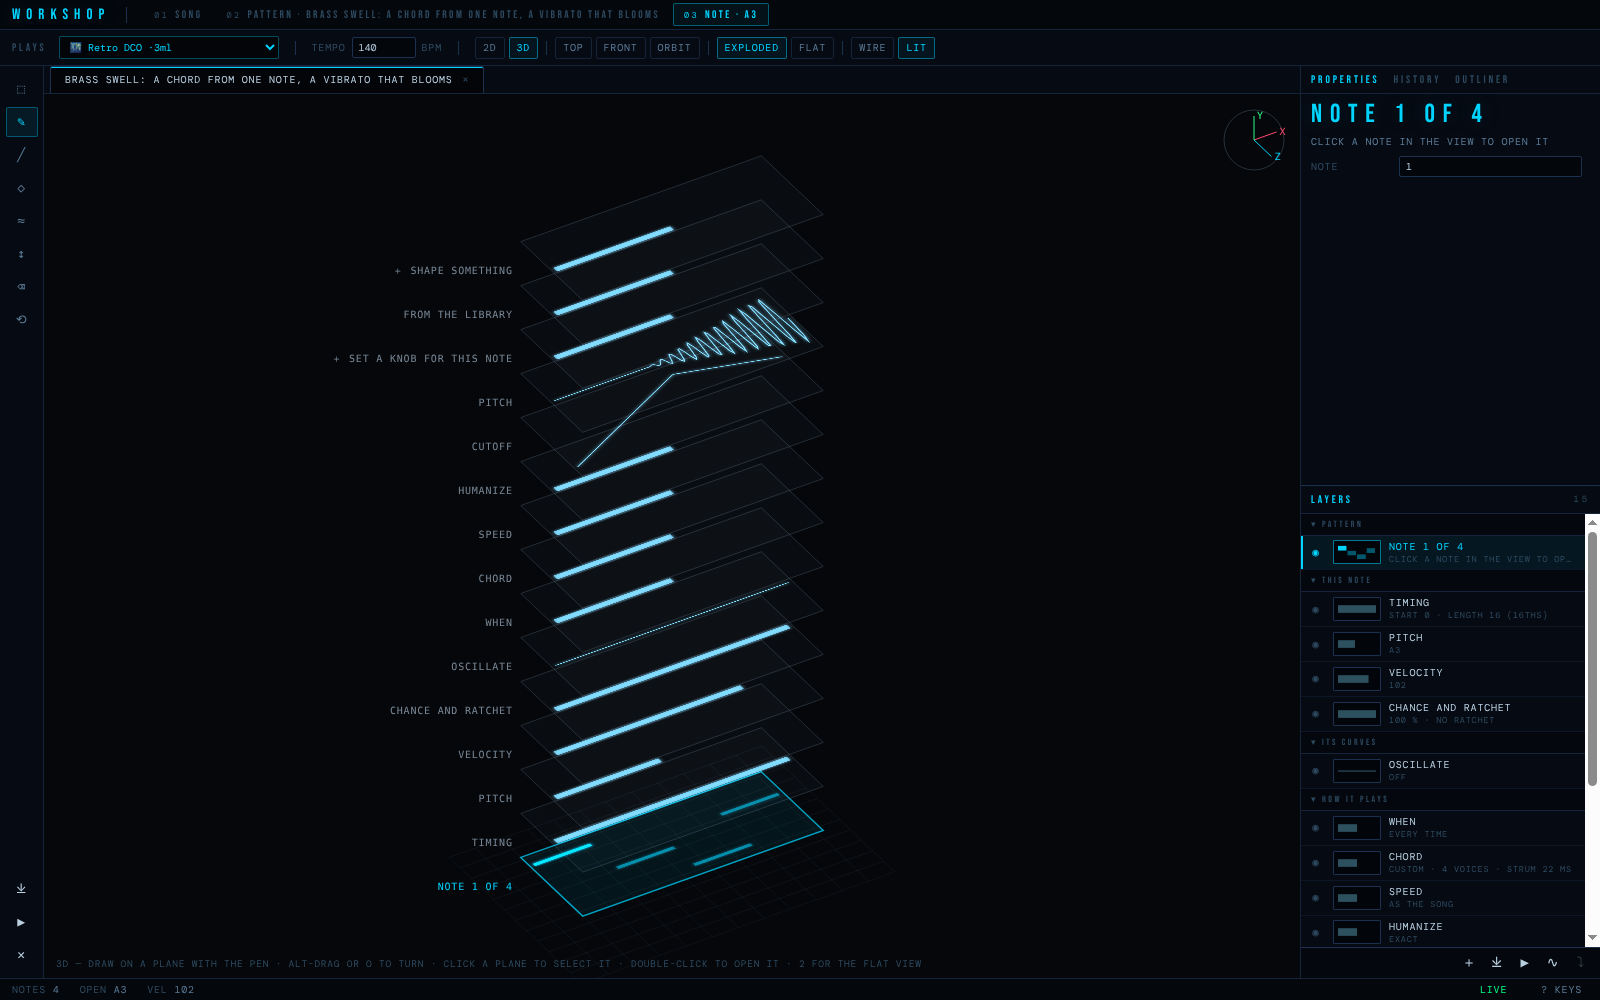 WORKSHOP
01 SONG
02 PATTERN · BRASS SWELL: A CHORD FROM ONE NOTE, A VIBRATO THAT BLOOMS
03 NOTE · A3
PLAYS
Retro DCO ·3ml
TEMPO 140 BPM
2D 3D TOP FRONT ORBIT EXPLODED FLAT WIRE LIT
BRASS SWELL: A CHORD FROM ONE NOTE, A VIBRATO THAT BLOOMS ×
Y
X
Z
+ SHAPE SOMETHING
FROM THE LIBRARY
+ SET A KNOB FOR THIS NOTE
PITCH
CUTOFF
HUMANIZE
SPEED
CHORD
WHEN
OSCILLATE
CHANCE AND RATCHET
VELOCITY
PITCH
TIMING
NOTE 1 OF 4
3D — DRAW ON A PLANE WITH THE PEN · ALT-DRAG OR O TO TURN · CLICK A PLANE TO SELECT IT · DOUBLE-CLICK TO OPEN IT · 2 FOR THE FLAT VIEW
PROPERTIES HISTORY OUTLINER
NOTE 1 OF 4
CLICK A NOTE IN THE VIEW TO OPEN IT
NOTE 1
LAYERS 15
▾ PATTERN
NOTE 1 OF 4
CLICK A NOTE IN THE VIEW TO OP…
▾ THIS NOTE
TIMING
START 0 · LENGTH 16 (16THS)
PITCH
A3
VELOCITY
102
CHANCE AND RATCHET
100 % · NO RATCHET
▾ ITS CURVES
OSCILLATE
OFF
▾ HOW IT PLAYS
WHEN
EVERY TIME
CHORD
CUSTOM · 4 VOICES · STRUM 22 MS
SPEED
AS THE SONG
HUMANIZE
EXACT
NOTES 4 OPEN A3 VEL 102
LIVE ? KEYS